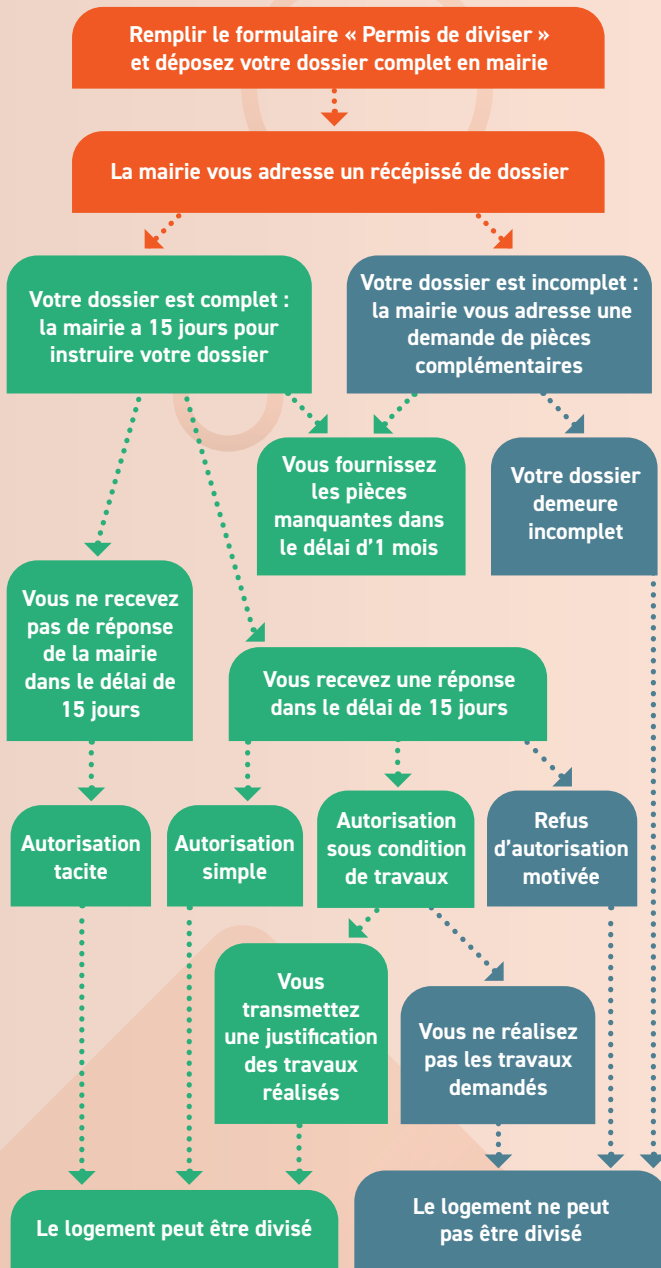 Remplir le formulaire « Permis de diviser »
et déposez votre dossier complet en mairie
La mairie vous adresse un récépissé de dossier
Votre dossier est complet :
la mairie a 15 jours pour
instruire votre dossier
Votre dossier est incomplet :
la mairie vous adresse une
demande de pièces
complémentaires
Vous fournissez
les pièces
manquantes dans
le délai d'1 mois
Votre dossier
demeure
incomplet
Vous ne recevez
pas de réponse
de la mairie
dans le délai de
15 jours
Vous recevez une réponse
dans le délai de 15 jours
Autorisation
tacite
Autorisation
simple
Autorisation
sous condition
de travaux
Refus
d'autorisation
motivée
Vous
transmettez
une justification
des travaux
réalisés
Vous ne réalisez
pas les travaux
demandés
Le logement peut être divisé
Le logement ne peut
pas être divisé